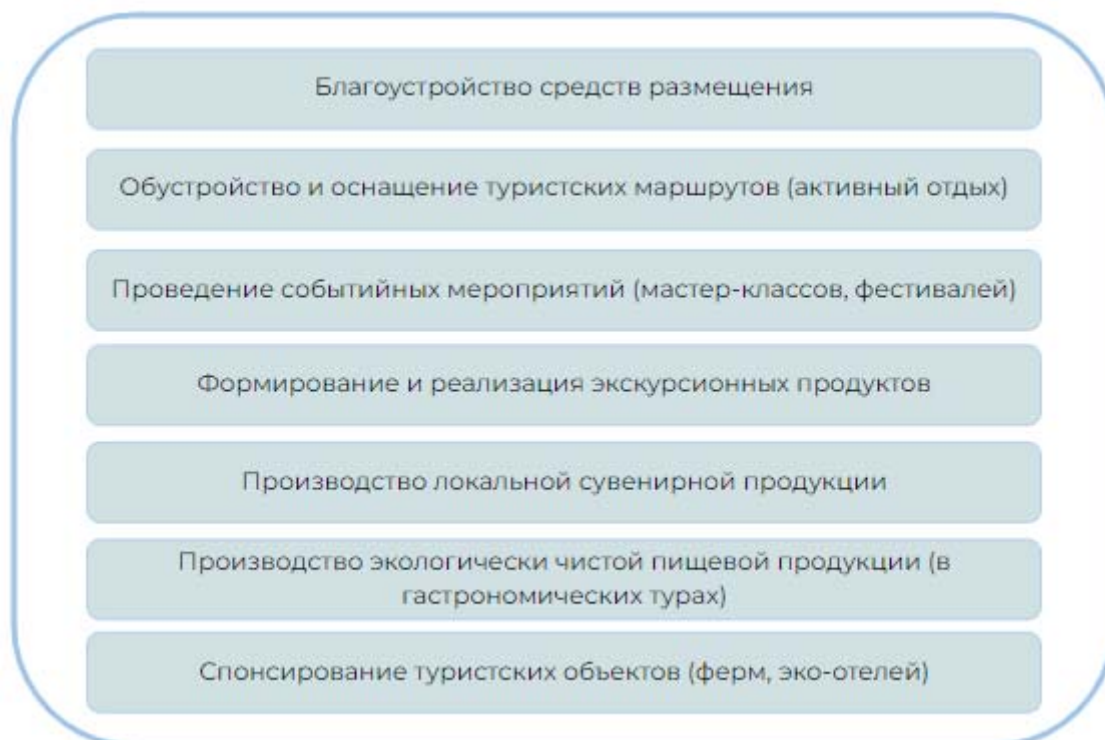 Благоустройство средств размещения
Обустройство и оснащение туристских маршрутов (активный отдых)
Проведение событийных мероприятий (мастер-классов, фестивалей)
Формирование и реализация экскурсионных продуктов
Производство локальной сувенирной продукции
Производство экологически чистой пищевой продукции (в
гастрономических турах)
Спонсирование туристских объектов (ферм, эко-отелей)